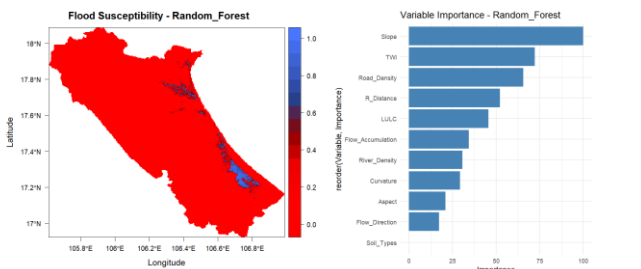 Flood Susceptibility - Random_Forest
18°N
17.8°N
17.6°N
17.4°N
17.2°N
17°N
Latitude
105.8°E 106°E 106.2°E 106.4°E 106.6°E 106.8°E
Longitude
1.0
0.8
0.6
0.4
0.2
0.0
Variable Importance - Random_Forest
reorder(Variable, Importance)
Slope
TWI
Road_Density
R_Distance
LULC
Flow_Accumulation
River_Density
Curvature
Aspect
Flow_Direction
Soil_Types
0 25 50 75 100
Importance